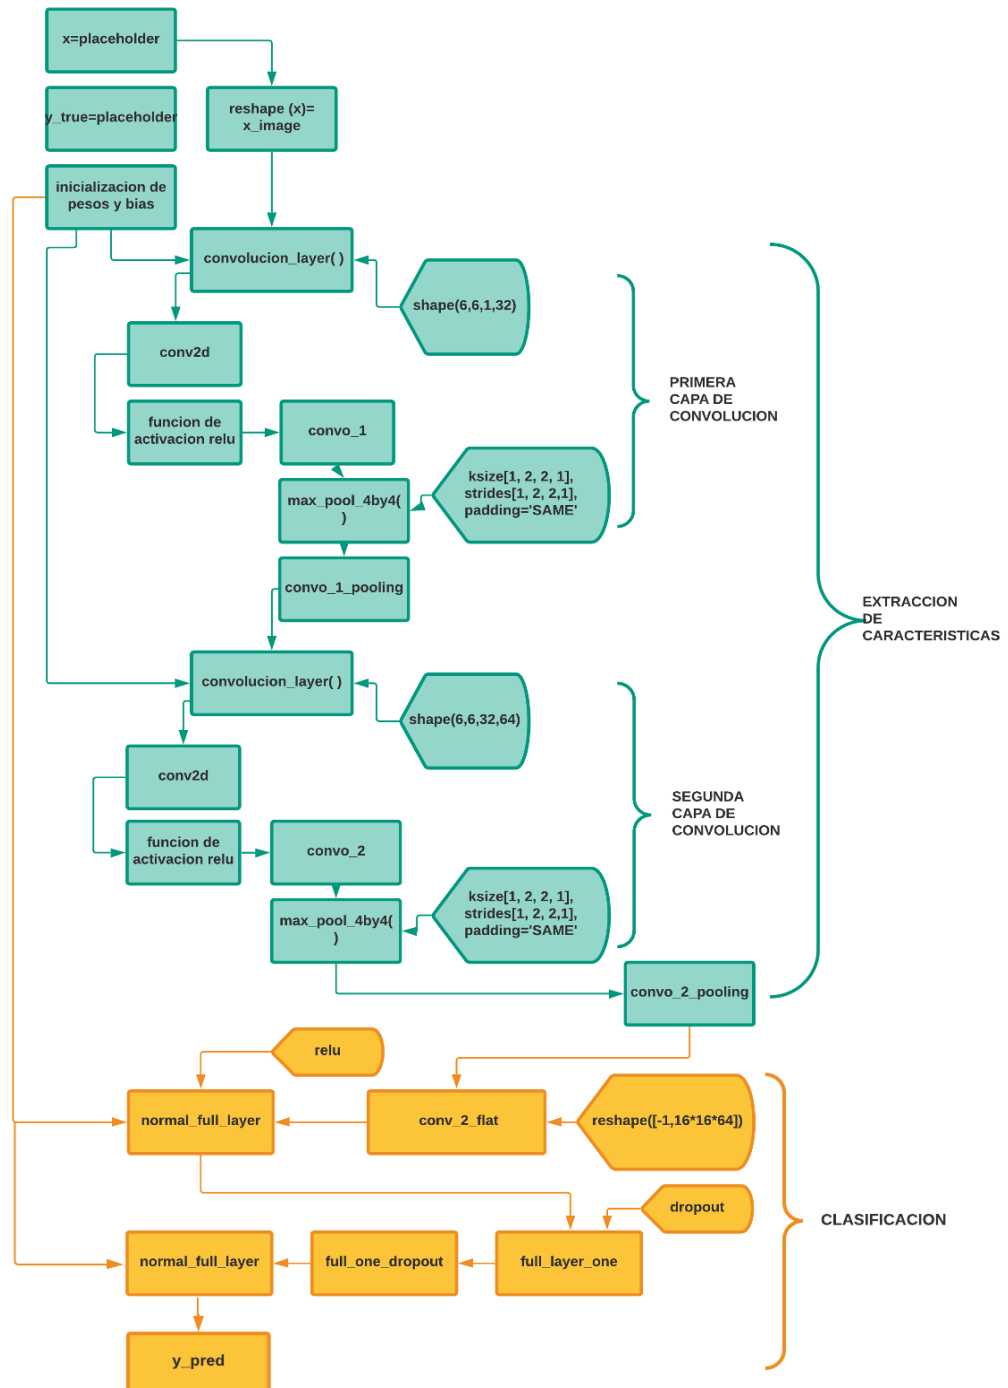 x=placeholder
y_true=placeholder
reshape (x)=
x_image
inicializacion de
pesos y bias
convolucion_layer( )
shape(6,6,1,32)
conv2d
PRIMERA
CAPA DE
CONVOLUCION
funcion de
activacion relu
convo_1
ksize[1, 2, 2, 1],
strides[1, 2, 2,1],
padding='SAME'
max_pool_4by4(
)
convo_1_pooling
EXTRACCION
DE
CARACTERISTICAS
convolucion_layer( )
shape(6,6,32,64)
conv2d
SEGUNDA
CAPA DE
CONVOLUCION
funcion de
activacion relu
convo_2
ksize[1, 2, 2, 1],
strides[1, 2, 2,1],
padding='SAME'
max_pool_4by4(
)
convo_2_pooling
relu
normal_full_layer
conv_2_flat
reshape([-1,16*16*64])
dropout
CLASIFICACION
normal_full_layer
full_one_dropout
full_layer_one
y_pred